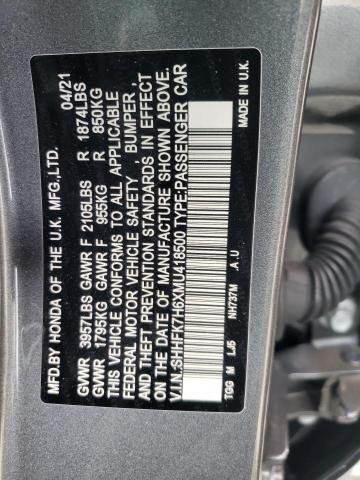 MFD.BY HONDA OF THE U.K. MFG.,LTD. 04/21
GVWR 3957LBS GAWR F 2105LBS R 1874LBS
GVWR 1795KG GAWR F 955KG R 850KG
THIS VEHICLE CONFORMS TO ALL APPLICABLE
FEDERAL MOTOR VEHICLE SAFETY , BUMPER ,
AND THEFT PREVENTION STANDARDS IN EFFECT
ON THE DATE OF MANUFACTURE SHOWN ABOVE.
V.I.N.:SHHFK7H6XMU418500 TYPE:PASSENGER CAR
TGG M LJ5 NH737M .A , U MADE IN U.K.